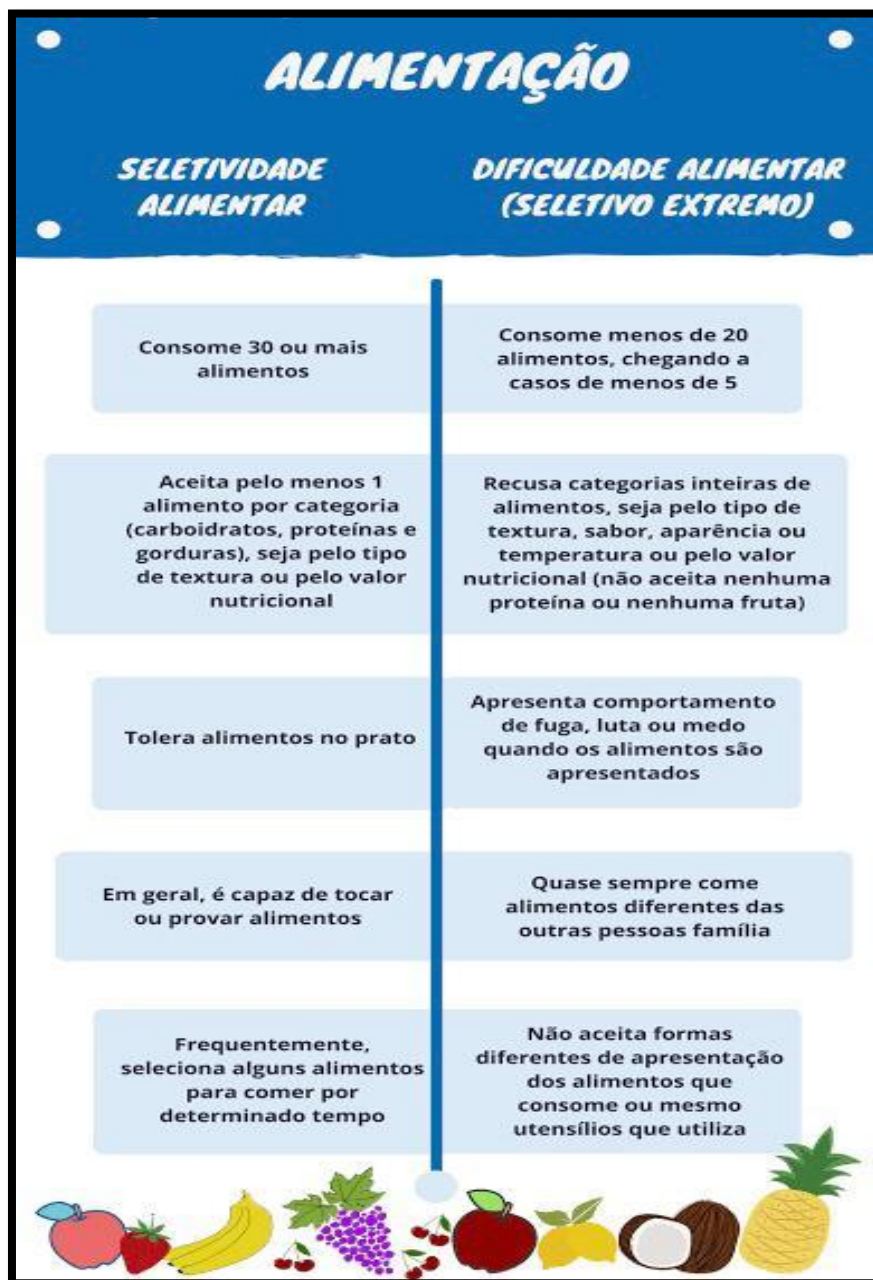 ALIMENTAÇÃO
SELETIVIDADE
ALIMENTAR
DIFICULDADE ALIMENTAR
(SELETIVO EXTREMO)
Consome 30 ou mais
alimentos
Consome menos de 20
alimentos, chegando a
casos de menos de 5
Aceita pelo menos 1
alimento por categoria
(carboidratos, proteínas e
gorduras), seja pelo tipo
de textura ou pelo valor
nutricional
Recusa categorias inteiras de
alimentos, seja pelo tipo de
textura, sabor, aparência ou
temperatura ou pelo valor
nutricional (não aceita nenhuma
proteína ou nenhuma fruta)
Tolera alimentos no prato
Apresenta comportamento
de fuga, luta ou medo
quando os alimentos são
apresentados
Em geral, é capaz de tocar
ou provar alimentos
Quase sempre come
alimentos diferentes das
outras pessoas família
Frequentemente,
seleciona alguns alimentos
para comer por
determinado tempo
Não aceita formas
diferentes de apresentação
dos alimentos que
consome ou mesmo
utensílios que utiliza